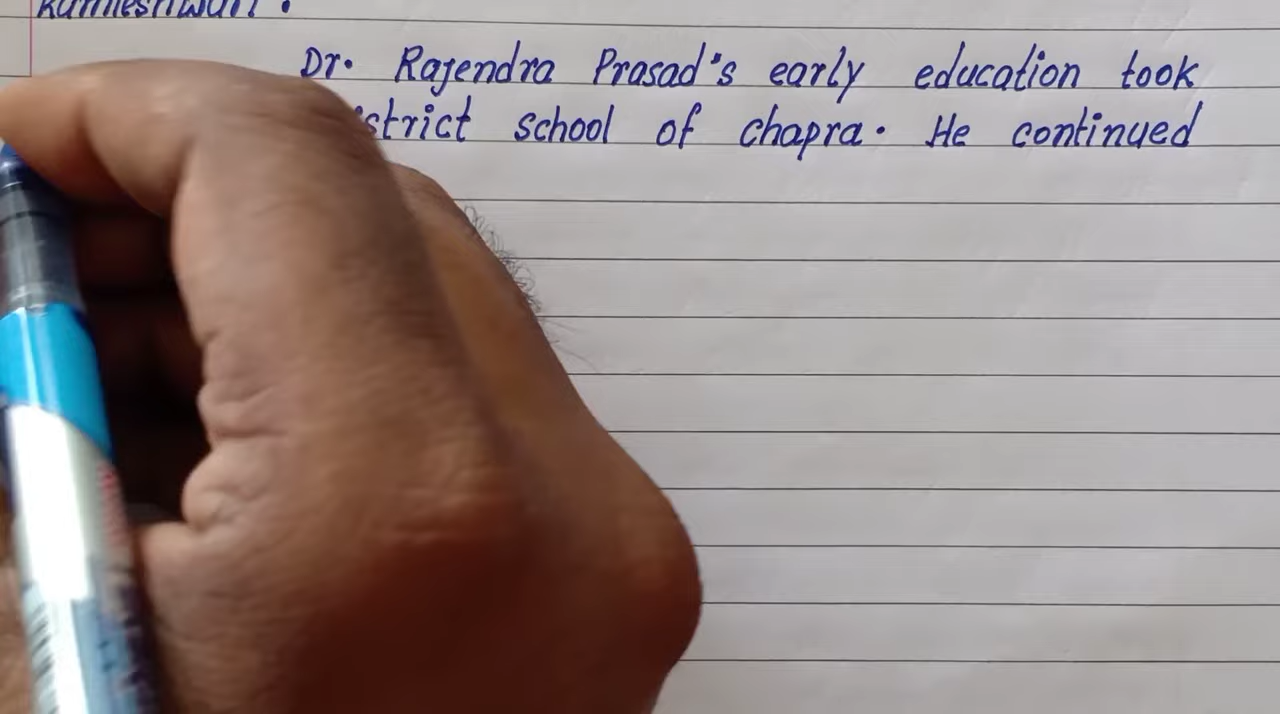 Dr. Rajendra Prasad's early education took
school of chapra. He continued